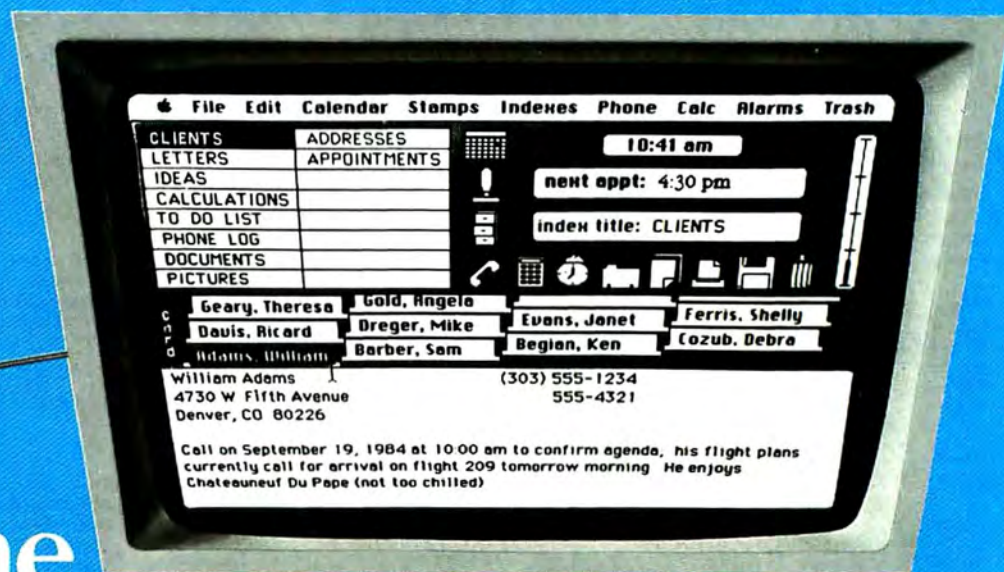 File Edit Calendar Stamps Indexes Phone Calc Alarms Trash
CLIENTS ADDRESSES
LETTERS APPOINTMENTS
IDEAS
CALCULATIONS
TO DO LIST
PHONE LOG
DOCUMENTS
PICTURES
10:41 am
next appt: 4:30 pm
index title: CLIENTS
Geary, Theresa Gold, Angela
Davis, Ricard Dreger, Mike Evans, Janet Ferris, Shelly
Adams, William Barber, Sam Begian, Ken Cozub, Debra
card
William Adams (303) 555-1234
4730 W Fifth Avenue 555-4321
Denver, CO 80226
Call on September 19, 1984 at 10:00 am to confirm agenda, his flight plans
currently call for arrival on flight 209 tomorrow morning He enjoys
Chateauneuf Du Pape (not too chilled)